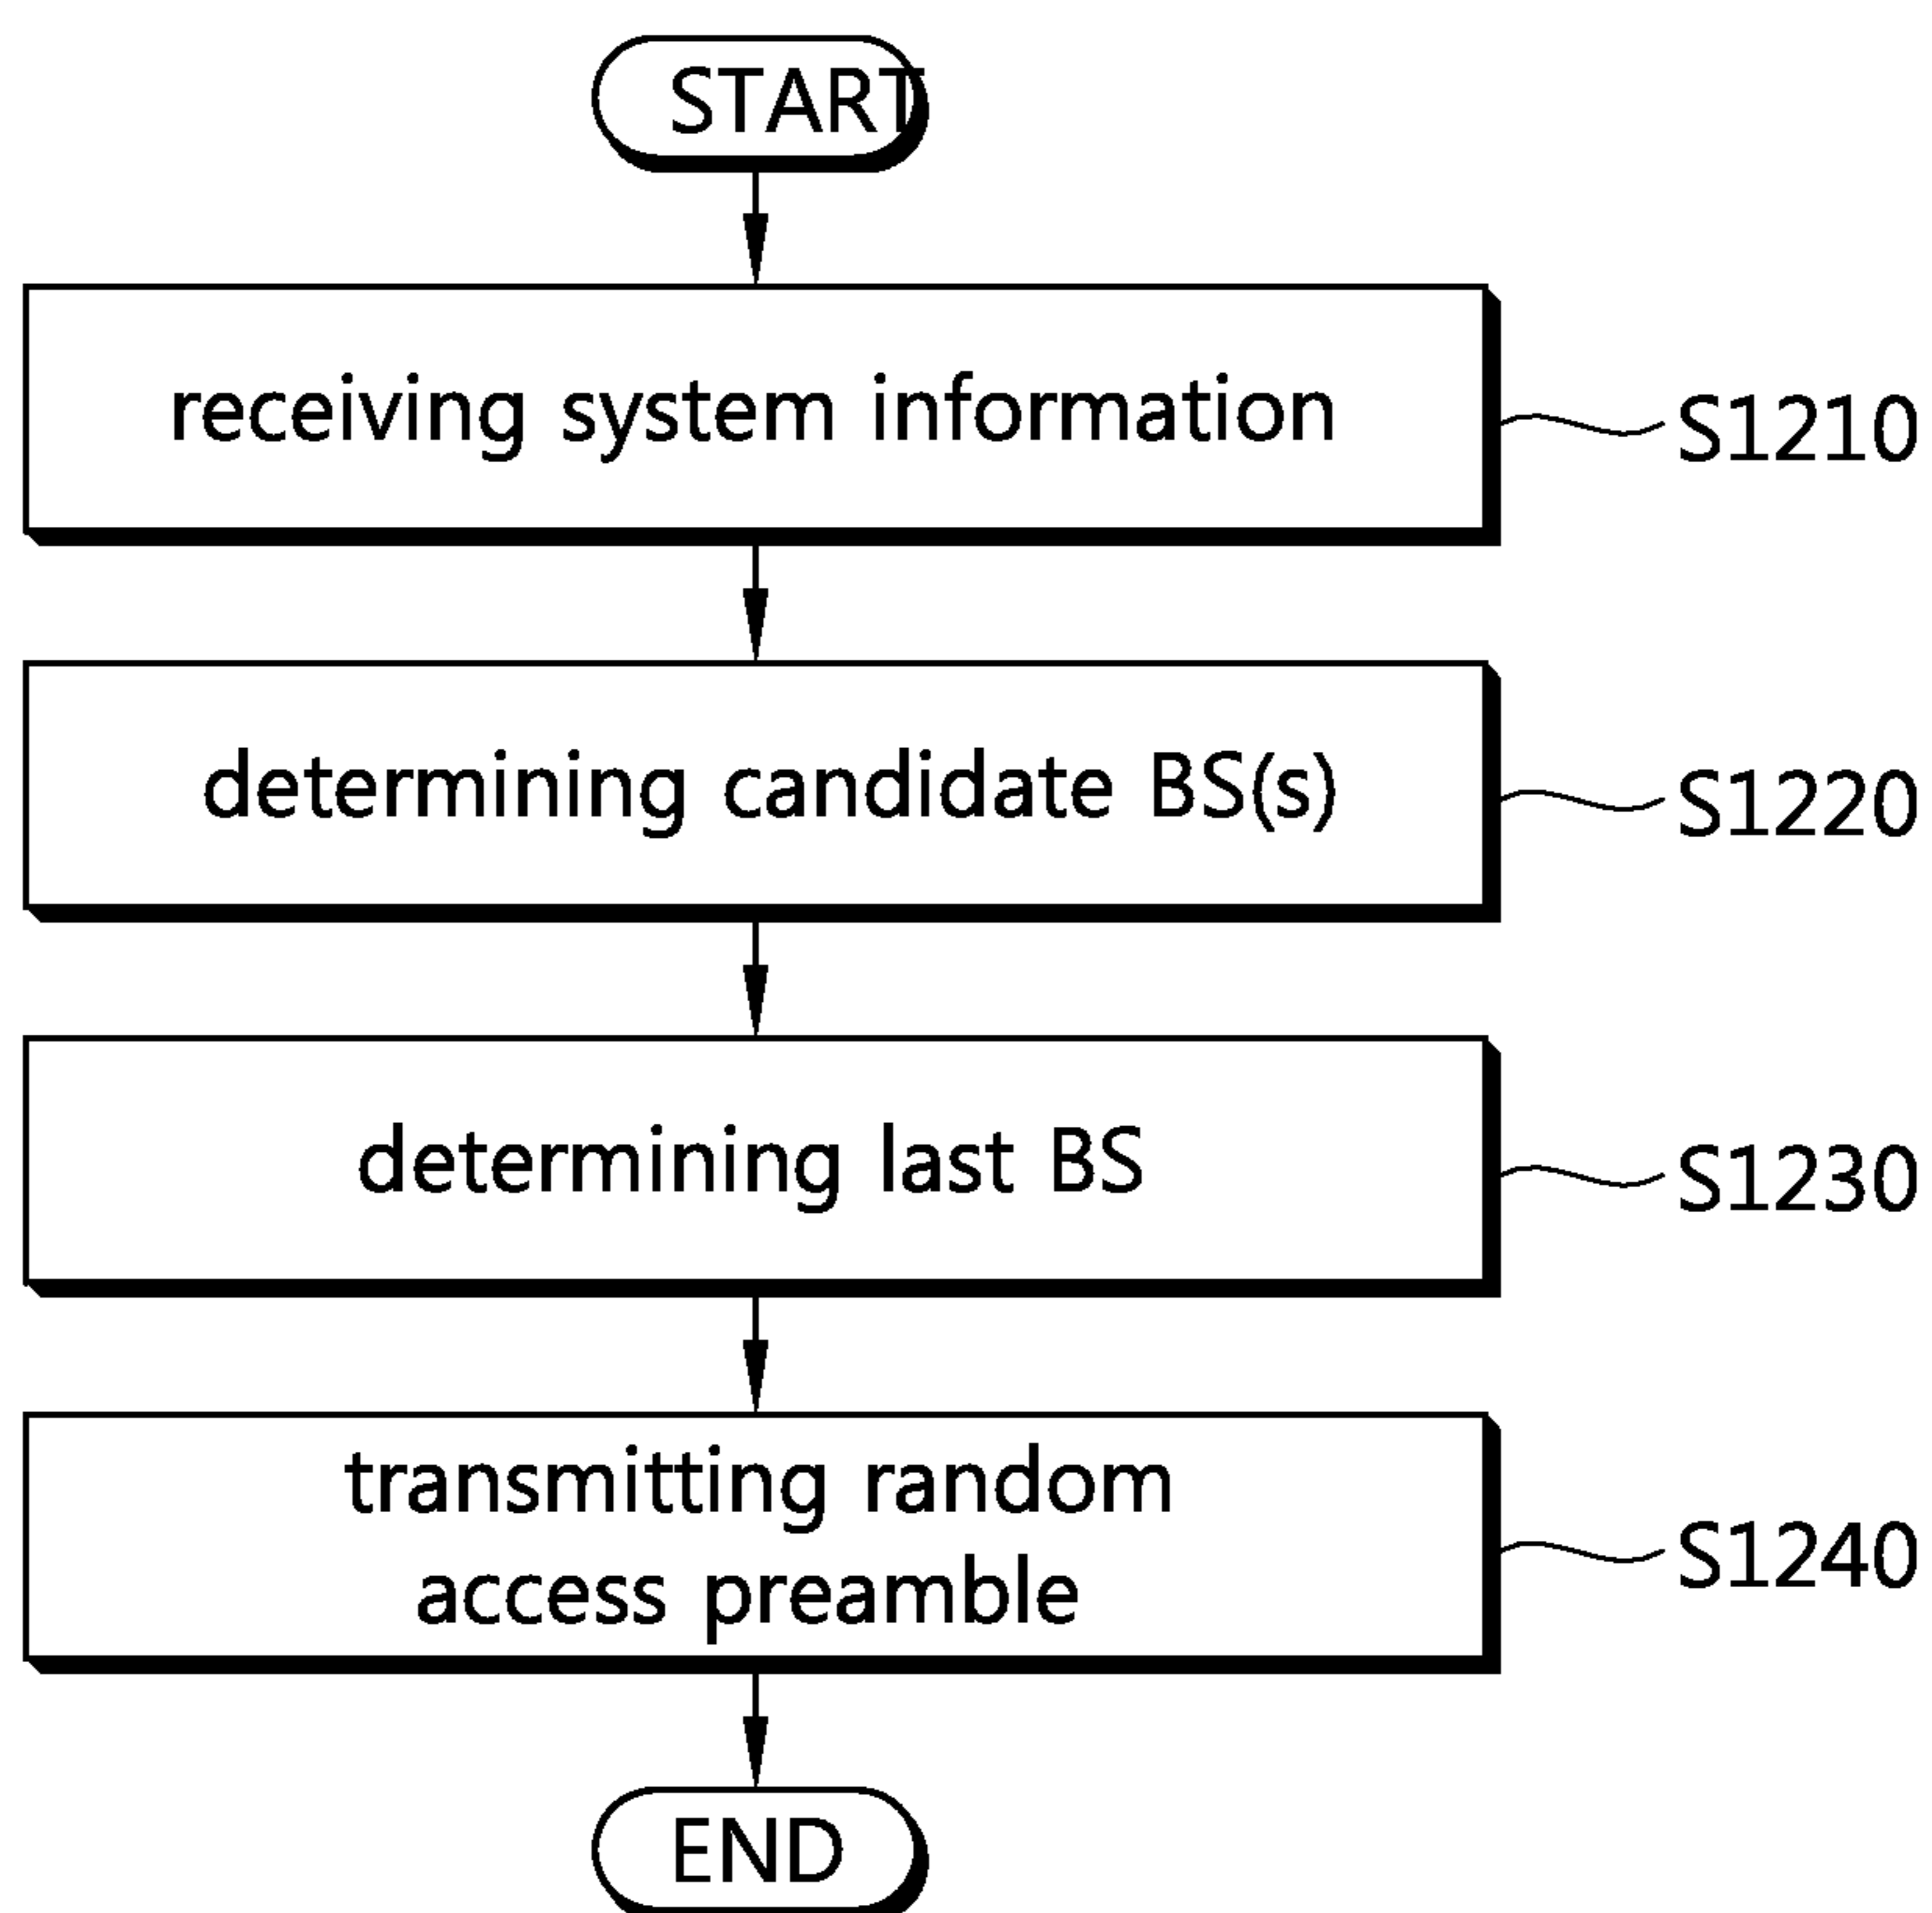 START
receiving system information
S1210
determining candidate BS(s)
S1220
determining last BS
S1230
transmitting random
access preamble
S1240
END